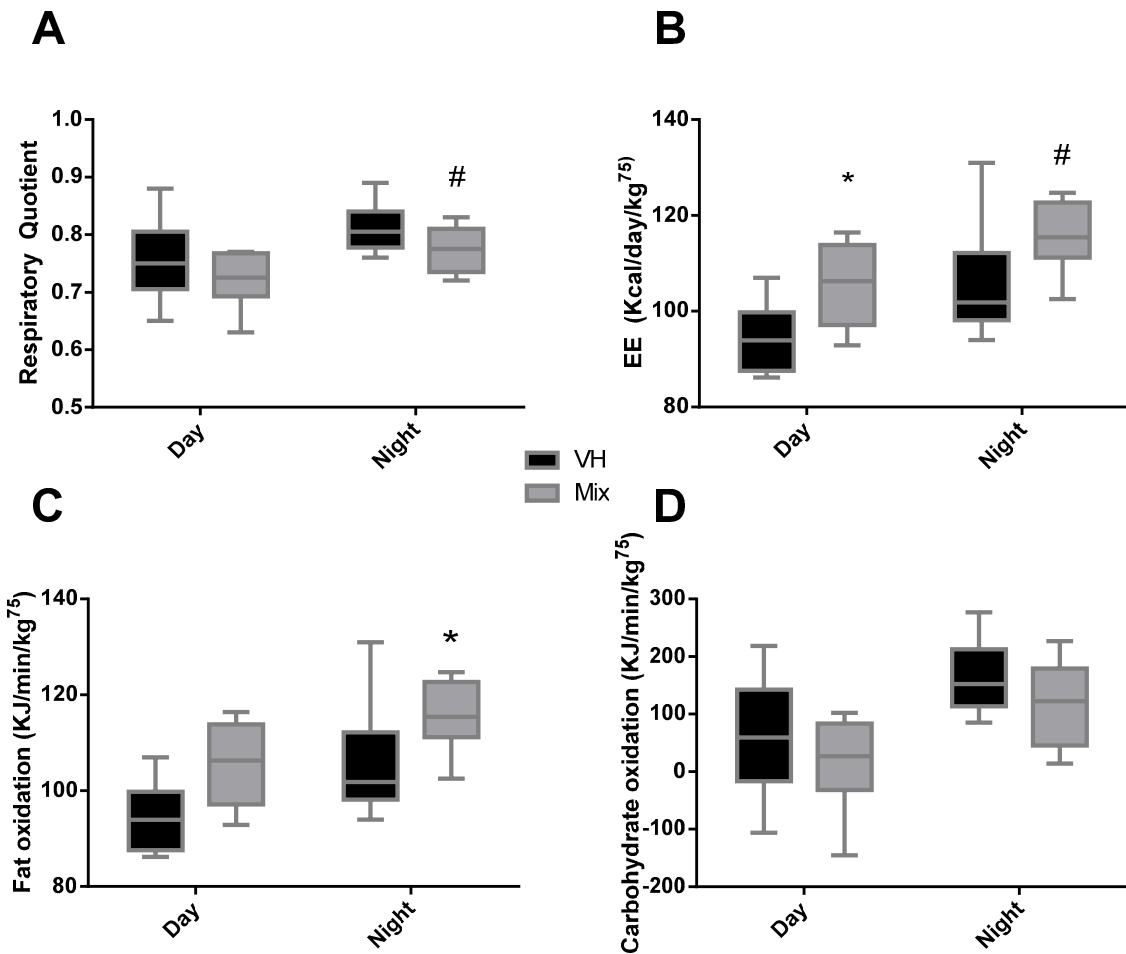 A
Respiratory Quotient
1.0
0.9
0.8
0.7
0.6
0.5
#
Day
Night
B
EE (Kcal/day/kg75)
140
120
100
80
*
#
Day
Night
VH
Mix
C
Fat oxidation (KJ/min/kg75)
140
120
100
80
*
Day
Night
D
Carbohydrate oxidation (KJ/min/kg75)
300
200
100
0
-100
-200
Day
Night